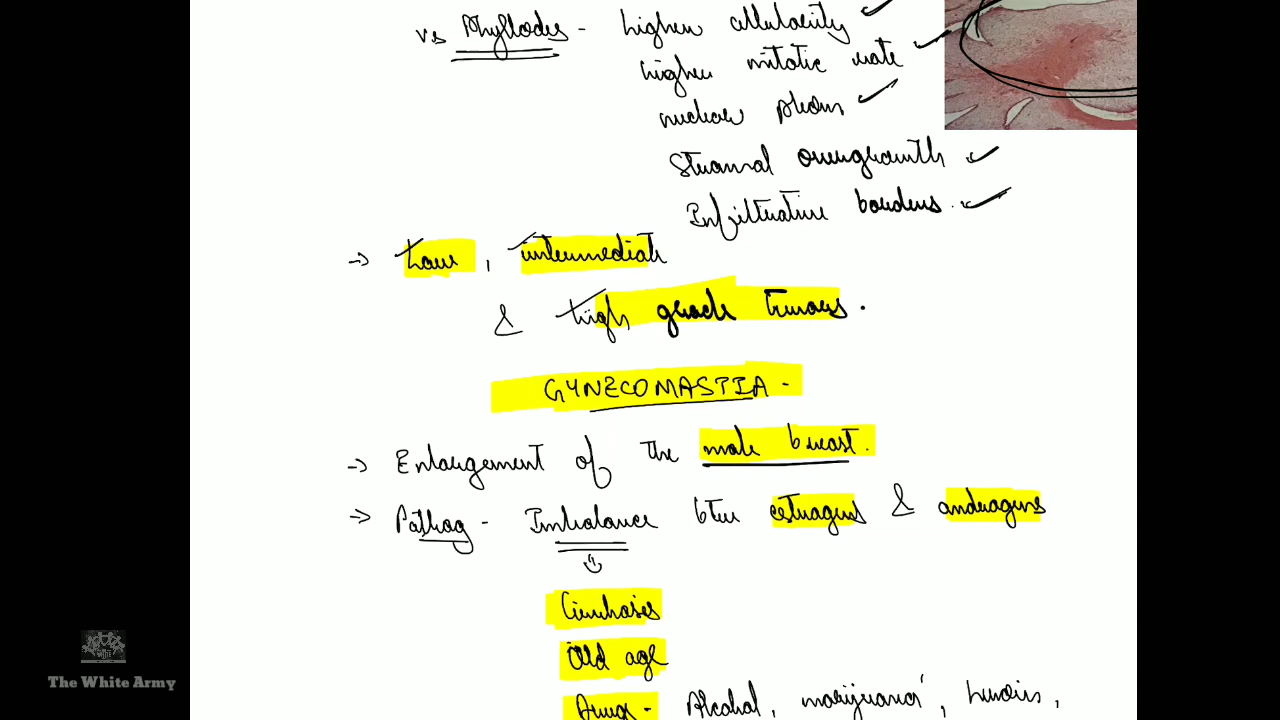 vs Phyllodes - higher cellularity
higher mitotic rate
nuclear pleom
Stromal overgrowth
Infiltrative borders.
→ Low, intermediate
& high grade tumors.
GYNECOMASTIA -
→ Enlargement of the male breast.
→ Pathog - Imbalance btw estrogens & androgens
Cirrhosis
Old age
Drugs - Alcohol, marijuana, heroin,
The White Army